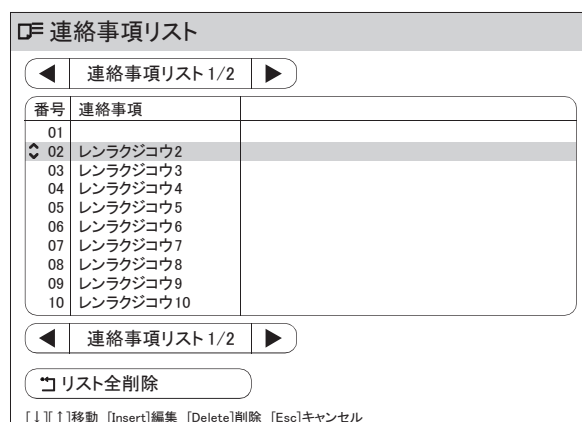 連絡事項リスト
連絡事項リスト 1/2
番号 連絡事項
01
02 レンラクジコウ2
03 レンラクジコウ3
04 レンラクジコウ4
05 レンラクジコウ5
06 レンラクジコウ6
07 レンラクジコウ7
08 レンラクジコウ8
09 レンラクジコウ9
10 レンラクジコウ10
連絡事項リスト 1/2
リスト全削除
[↓][↑]移動 [Insert]編集 [Delete]削除 [Esc]キャンセル